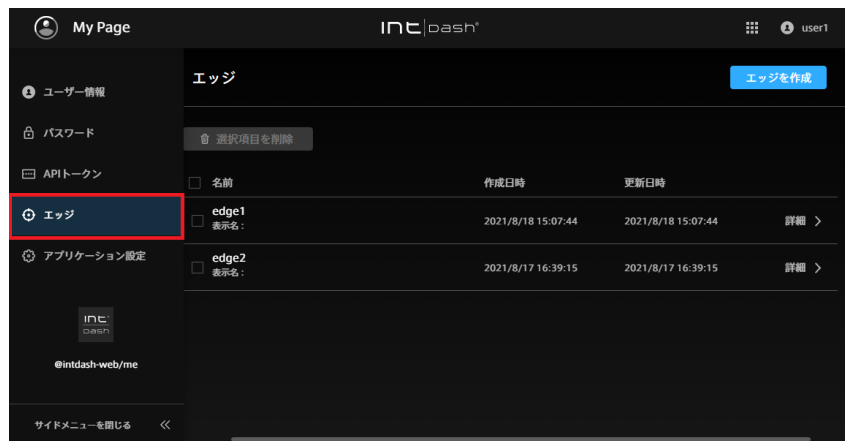 My Page
INT|DASH
user1
ユーザー情報
パスワード
APIトークン
エッジ
アプリケーション設定
INT
DASH
@intdash-web/me
サイドメニューを閉じる
エッジ
エッジを作成
選択項目を削除
名前 作成日時 更新日時
edge1
表示名：
2021/8/18 15:07:44 2021/8/18 15:07:44 詳細
edge2
表示名：
2021/8/17 16:39:15 2021/8/17 16:39:15 詳細